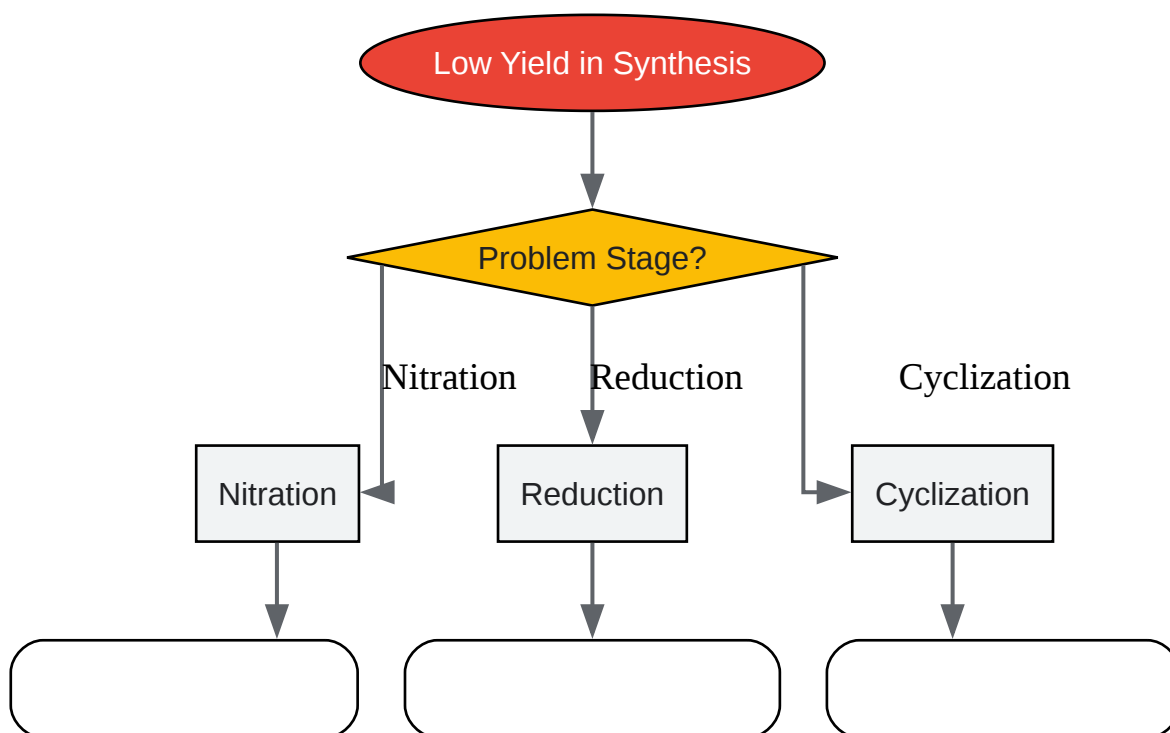 Low Yield in Synthesis
Problem Stage?
Nitration
Reduction
Cyclization
Nitration
Reduction
Cyclization